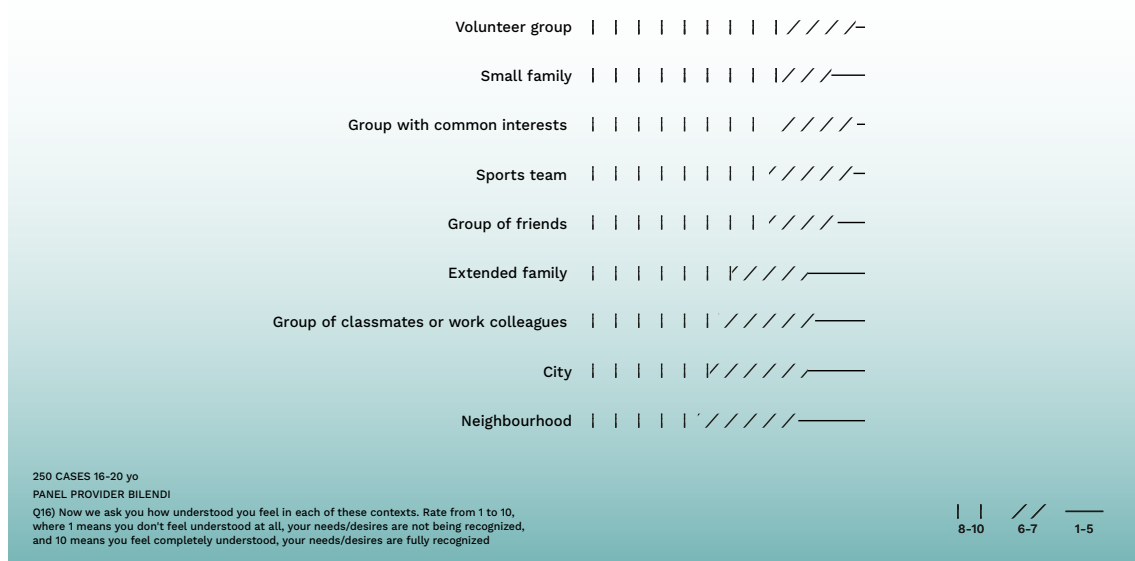 Volunteer group
Small family
Group with common interests
Sports team
Group of friends
Extended family
Group of classmates or work colleagues
City
Neighbourhood
250 CASES 16-20 yo
PANEL PROVIDER BILENDI
Q16) Now we ask you how understood you feel in each of these contexts. Rate from 1 to 10,
where 1 means you don't feel understood at all, your needs/desires are not being recognized,
and 10 means you feel completely understood, your needs/desires are fully recognized
8-10 6-7 1-5